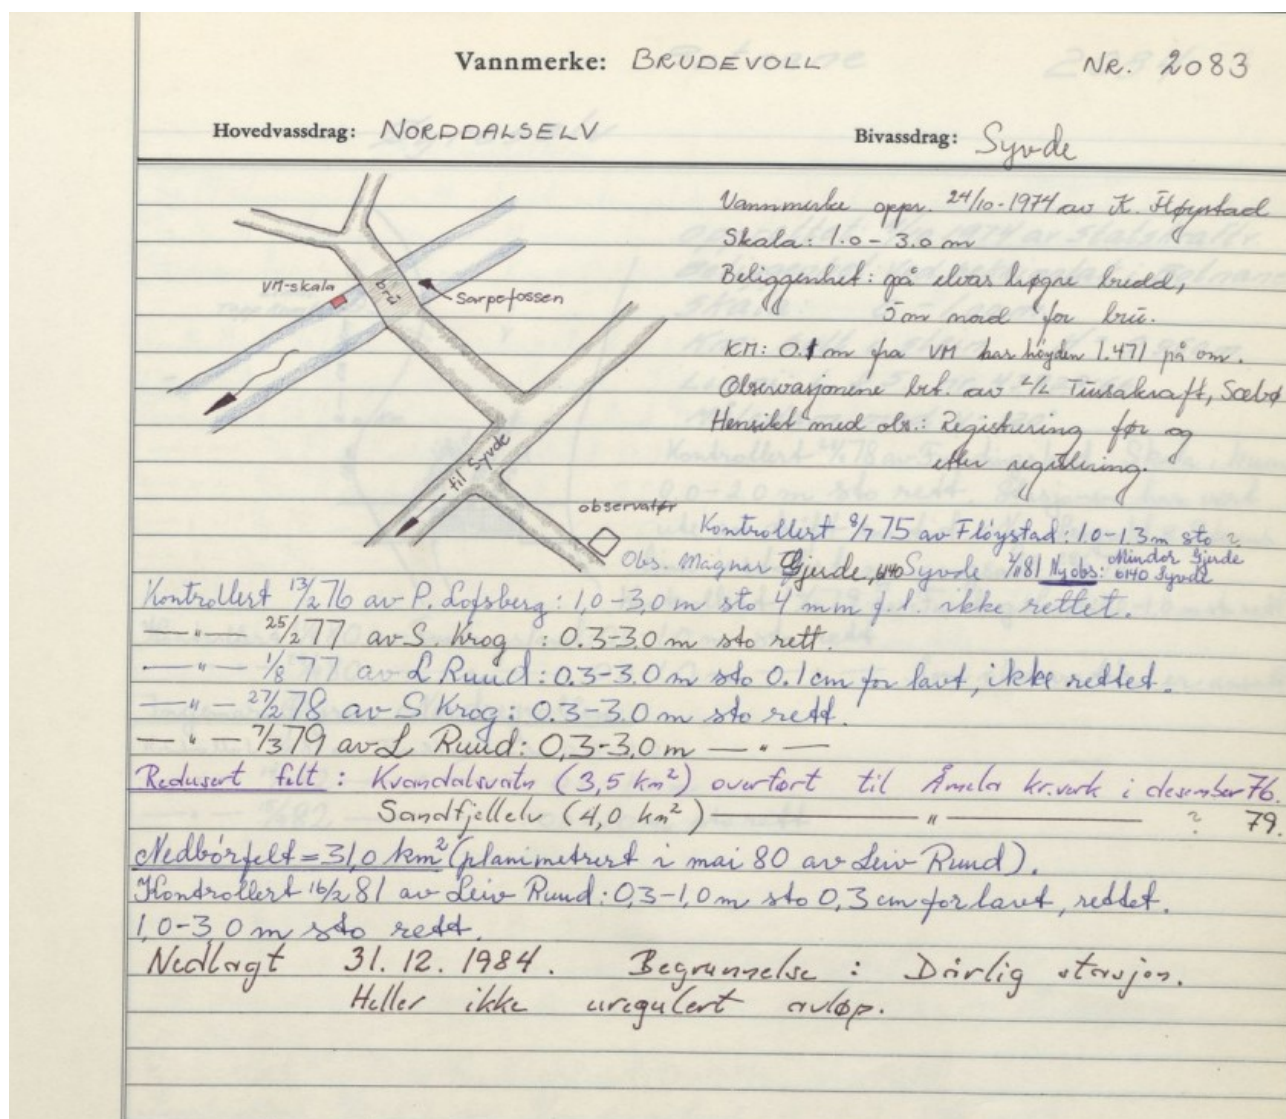 Vannmerke: BRUDEVOLL NR. 2083
Hovedvassdrag: NORDDALSELV Bivassdrag: Syvde
Vannmerke oppr. 24/10-1974 av K. Fløystad
Skala: 1.0-3.0 m
Beliggenhet: på elvas høgre bredd,
5 m nord for bru.
KM: 0.1 m fra VM har høyden 1.471 på vm.
Observasjonene bet. av L/L Tussakraft, Sæbø
Hensikt med obs.: Registrering før og
etter regulering.
VM-skala
bru
Sarpefossen
til Syvde
observatør
Kontrollert 8/7 75 av Fløystad: 1.0-1.3 m sto ?
Obs. Magnar Gjerde, 6140 Syvde 2/1181 Ny obs: Mindor Gjerde
6140 Syvde
Kontrollert 13/2 76 av P. Lofsberg: 1,0-3,0 m sto 4 mm f.l. ikke rettet.
—"— 25/2 77 av S. Krog: 0.3-3.0 m sto rett.
—"— 1/8 77 av L Ruud: 0.3-3.0 m sto 0.1 cm for lavt, ikke rettet.
—"— 27/2 78 av S Krog: 0.3-3.0 m sto rett.
—"— 7/3 79 av L Ruud: 0,3-3,0 m —"—
Redusert felt: Kvandalsvatn (3,5 km²) overført til Åmela kr.verk i desember 76.
Sandfjellelv (4,0 km²) ——"—— ? 79.
Nedbörfelt = 31,0 km² (planimetrert i mai 80 av Leiv Ruud).
Kontrollert 16/2 81 av Leiv Ruud: 0,3-1,0 m sto 0,3 cm for lavt, rettet.
1,0-3.0 m sto rett.
Nedlagt 31.12.1984. Begrunnelse: Dårlig stasjon.
Heller ikke uregulert avløp.